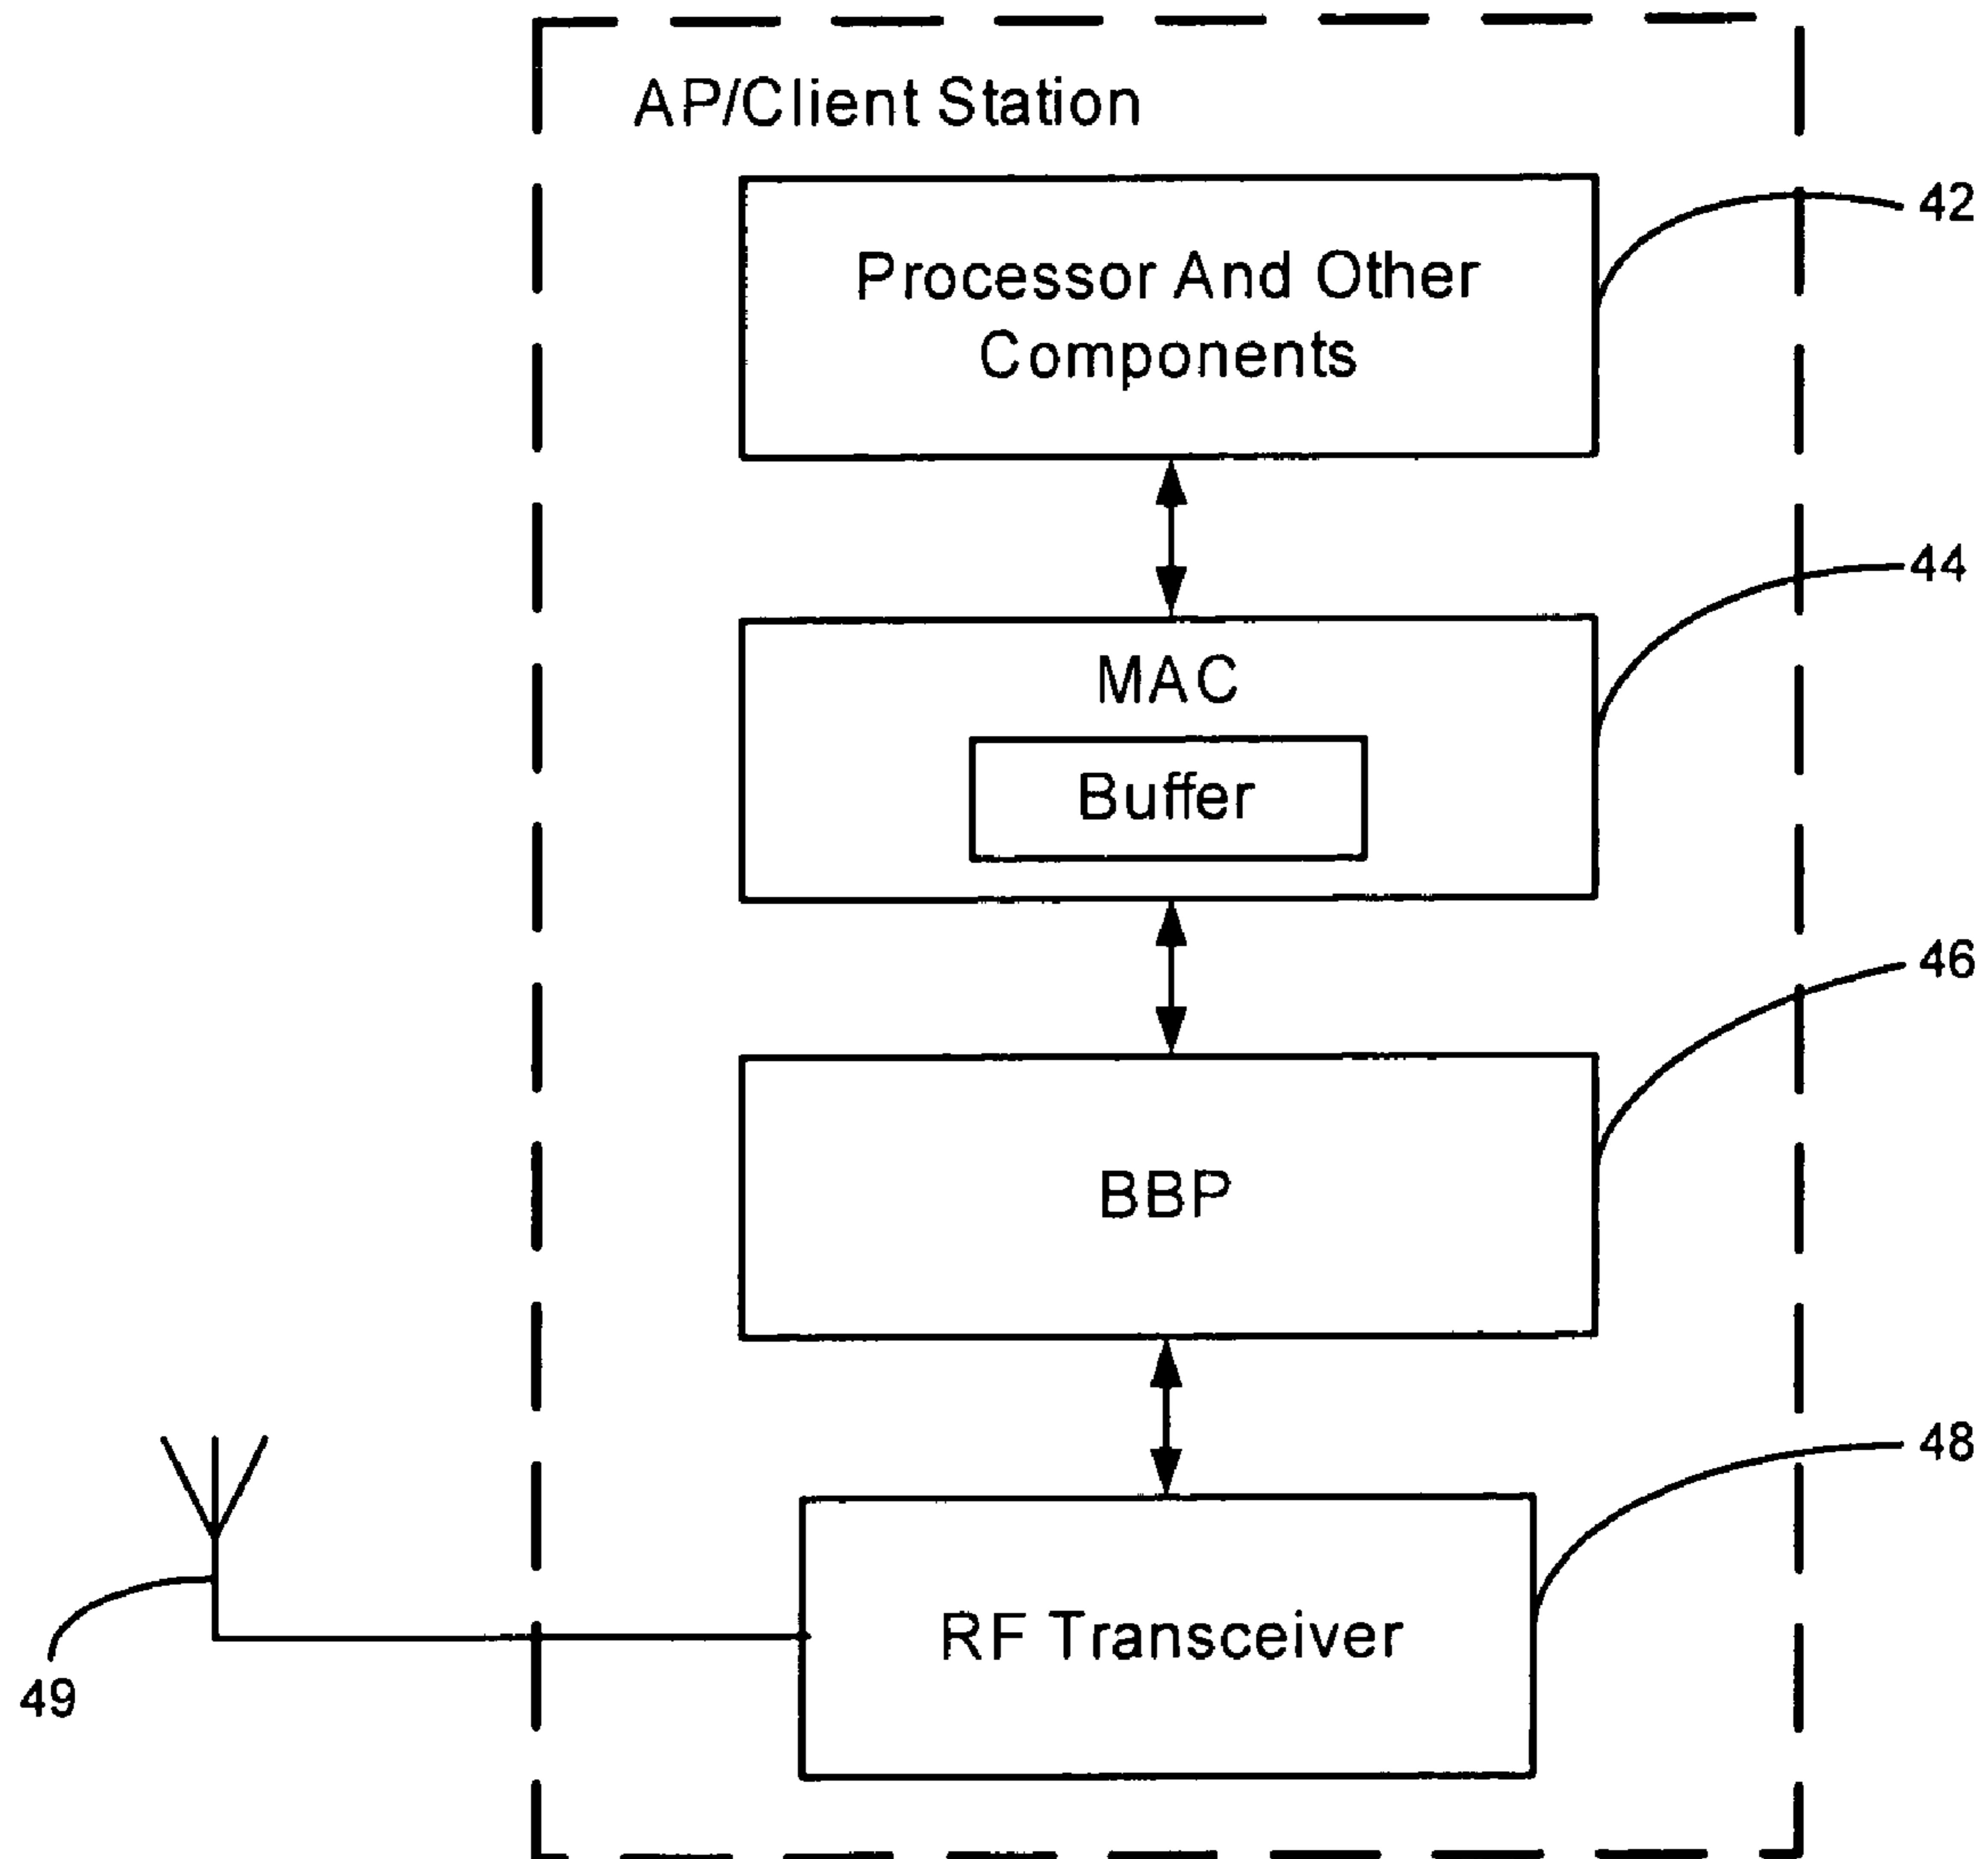 AP/Client Station
Processor And Other
Components
42
MAC
44
Buffer
46
BBP
48
RF Transceiver
49